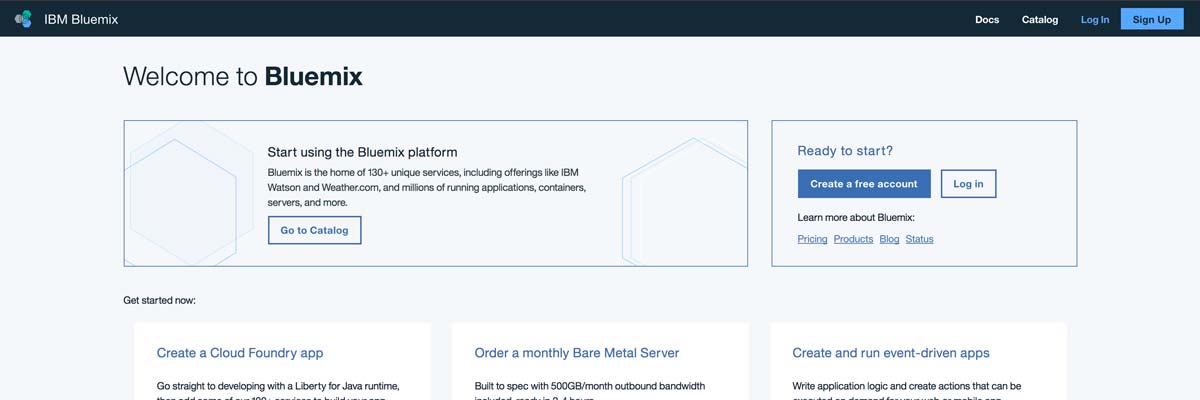 IBM Bluemix
Docs Catalog Log In Sign Up
Welcome to Bluemix
Start using the Bluemix platform
Bluemix is the home of 130+ unique services, including offerings like IBM
Watson and Weather.com, and millions of running applications, containers,
servers, and more.
Go to Catalog
Ready to start?
Create a free account Log in
Learn more about Bluemix:
Pricing Products Blog Status
Get started now:
Create a Cloud Foundry app
Go straight to developing with a Liberty for Java runtime,
Order a monthly Bare Metal Server
Built to spec with 500GB/month outbound bandwidth
Create and run event-driven apps
Write application logic and create actions that can be